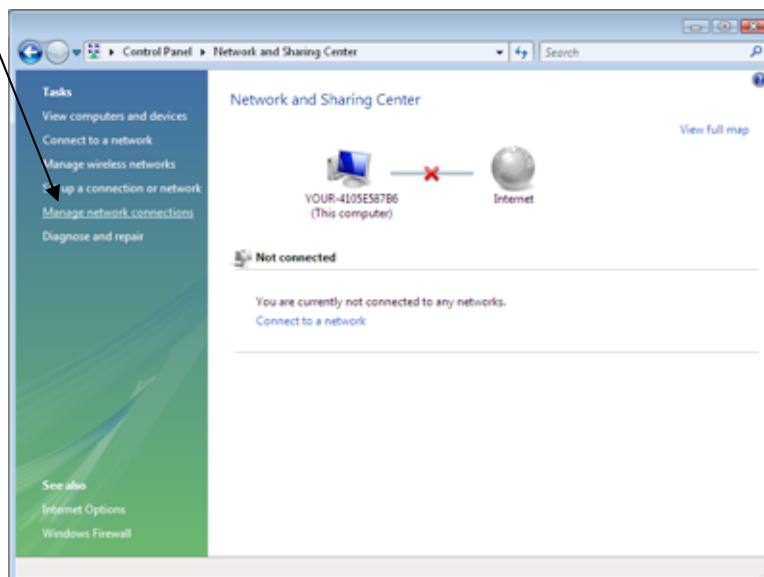 Control Panel ▸ Network and Sharing Center
Search
Tasks
View computers and devices
Connect to a network
Manage wireless networks
up a connection or network
Manage network connections
Diagnose and repair
See also
Internet Options
Windows Firewall
Network and Sharing Center
View full map
YOUR-4105E587B6
(This computer)
Internet
Not connected
You are currently not connected to any networks.
Connect to a network